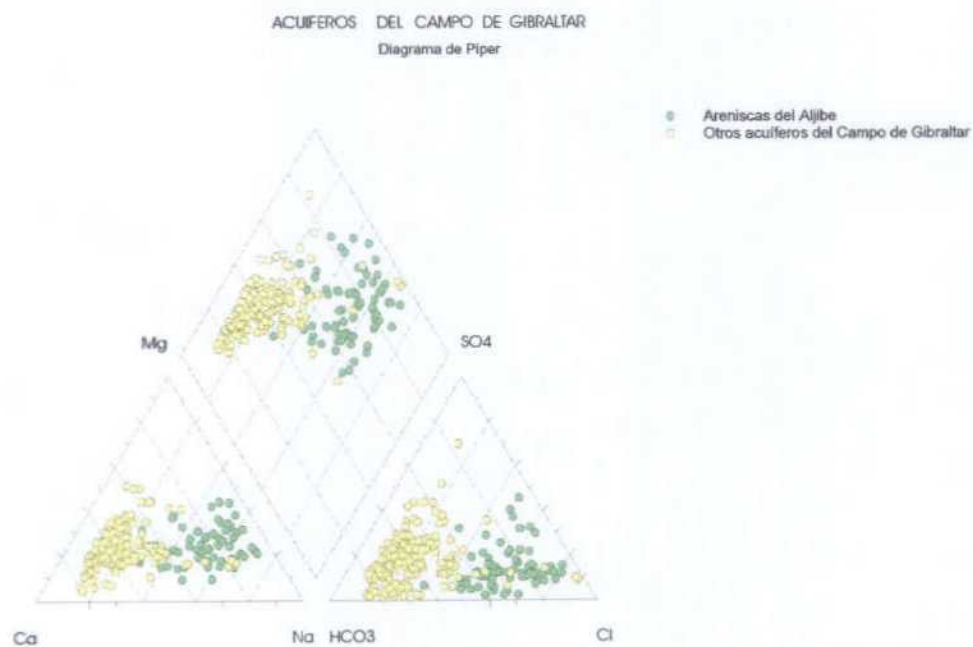 ACUIFEROS DEL CAMPO DE GIBRALTAR
Diagrama de Piper
Areniscas del Aljibe
Otros acuíferos del Campo de Gibraltar
Mg
SO4
Ca
Na
HCO3
Cl